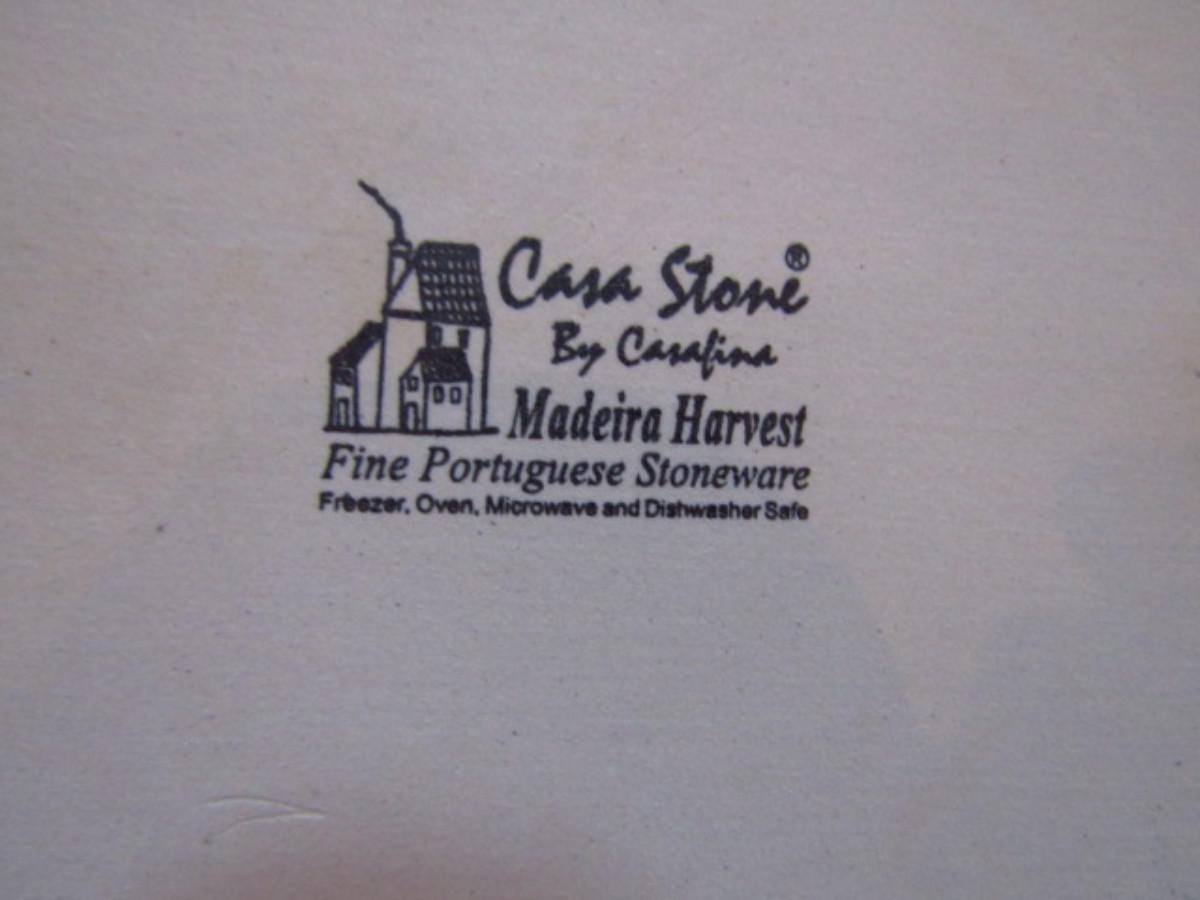 Casa Stone®
By Casafina
Madeira Harvest
Fine Portuguese Stoneware
Freezer, Oven, Microwave and Dishwasher Safe